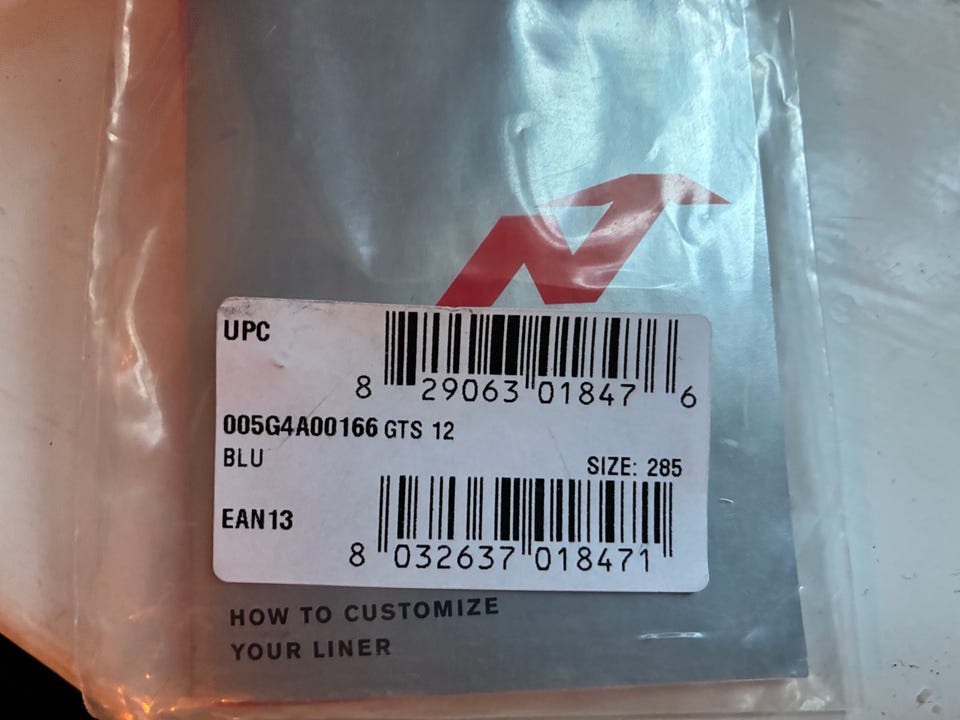 UPC
8 29063 01847 6
005G4A00166 GTS 12
BLU
SIZE: 285
EAN13
8 032637 018471
HOW TO CUSTOMIZE
YOUR LINER